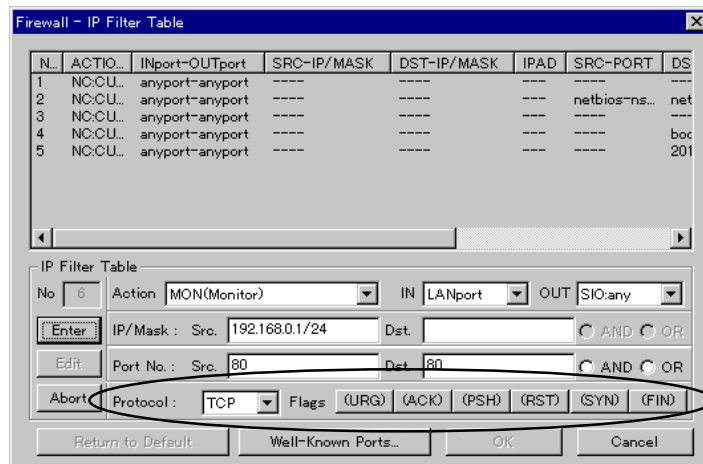 Firewall - IP Filter Table
N... ACTIO... INport-OUTport SRC-IP/MASK DST-IP/MASK IPAD SRC-PORT DS
1 NC:CU... anyport-anyport ---- ---- --- ---- ---
2 NC:CU... anyport-anyport ---- ---- --- netbios-ns... net
3 NC:CU... anyport-anyport ---- ---- --- ---- ---
4 NC:CU... anyport-anyport ---- ---- --- ---- boo
5 NC:CU... anyport-anyport ---- ---- --- ---- 201
IP Filter Table
No 6 Action MON(Monitor) IN LANport OUT SIO:any
Enter IP/Mask : Src. 192.168.0.1/24 Dst. AND OR
Edit Port No. : Src. 80 Dst. 80 AND OR
Abort Protocol : TCP Flags (URG) (ACK) (PSH) (RST) (SYN) (FIN)
Return to Default Well-Known Ports... OK Cancel